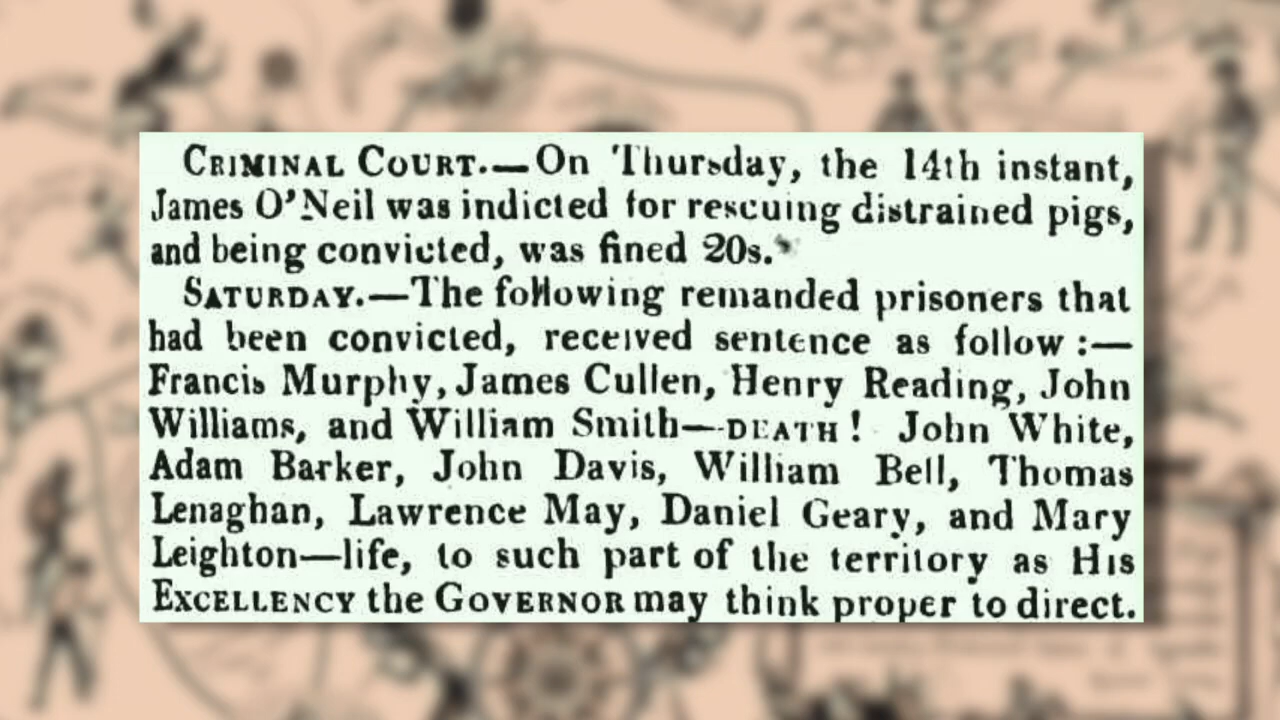 CRIMINAL COURT.—On Thursday, the 14th instant,
James O'Neil was indicted for rescuing distrained pigs,
and being convicted, was fined 20s.
SATURDAY.—The following remanded prisoners that
had been convicted, received sentence as follow :—
Francis Murphy, James Cullen, Henry Reading, John
Williams, and William Smith—DEATH! John White,
Adam Barker, John Davis, William Bell, Thomas
Lenaghan, Lawrence May, Daniel Geary, and Mary
Leighton—life, to such part of the territory as HIS
EXCELLENCY the GOVERNOR may think proper to direct.